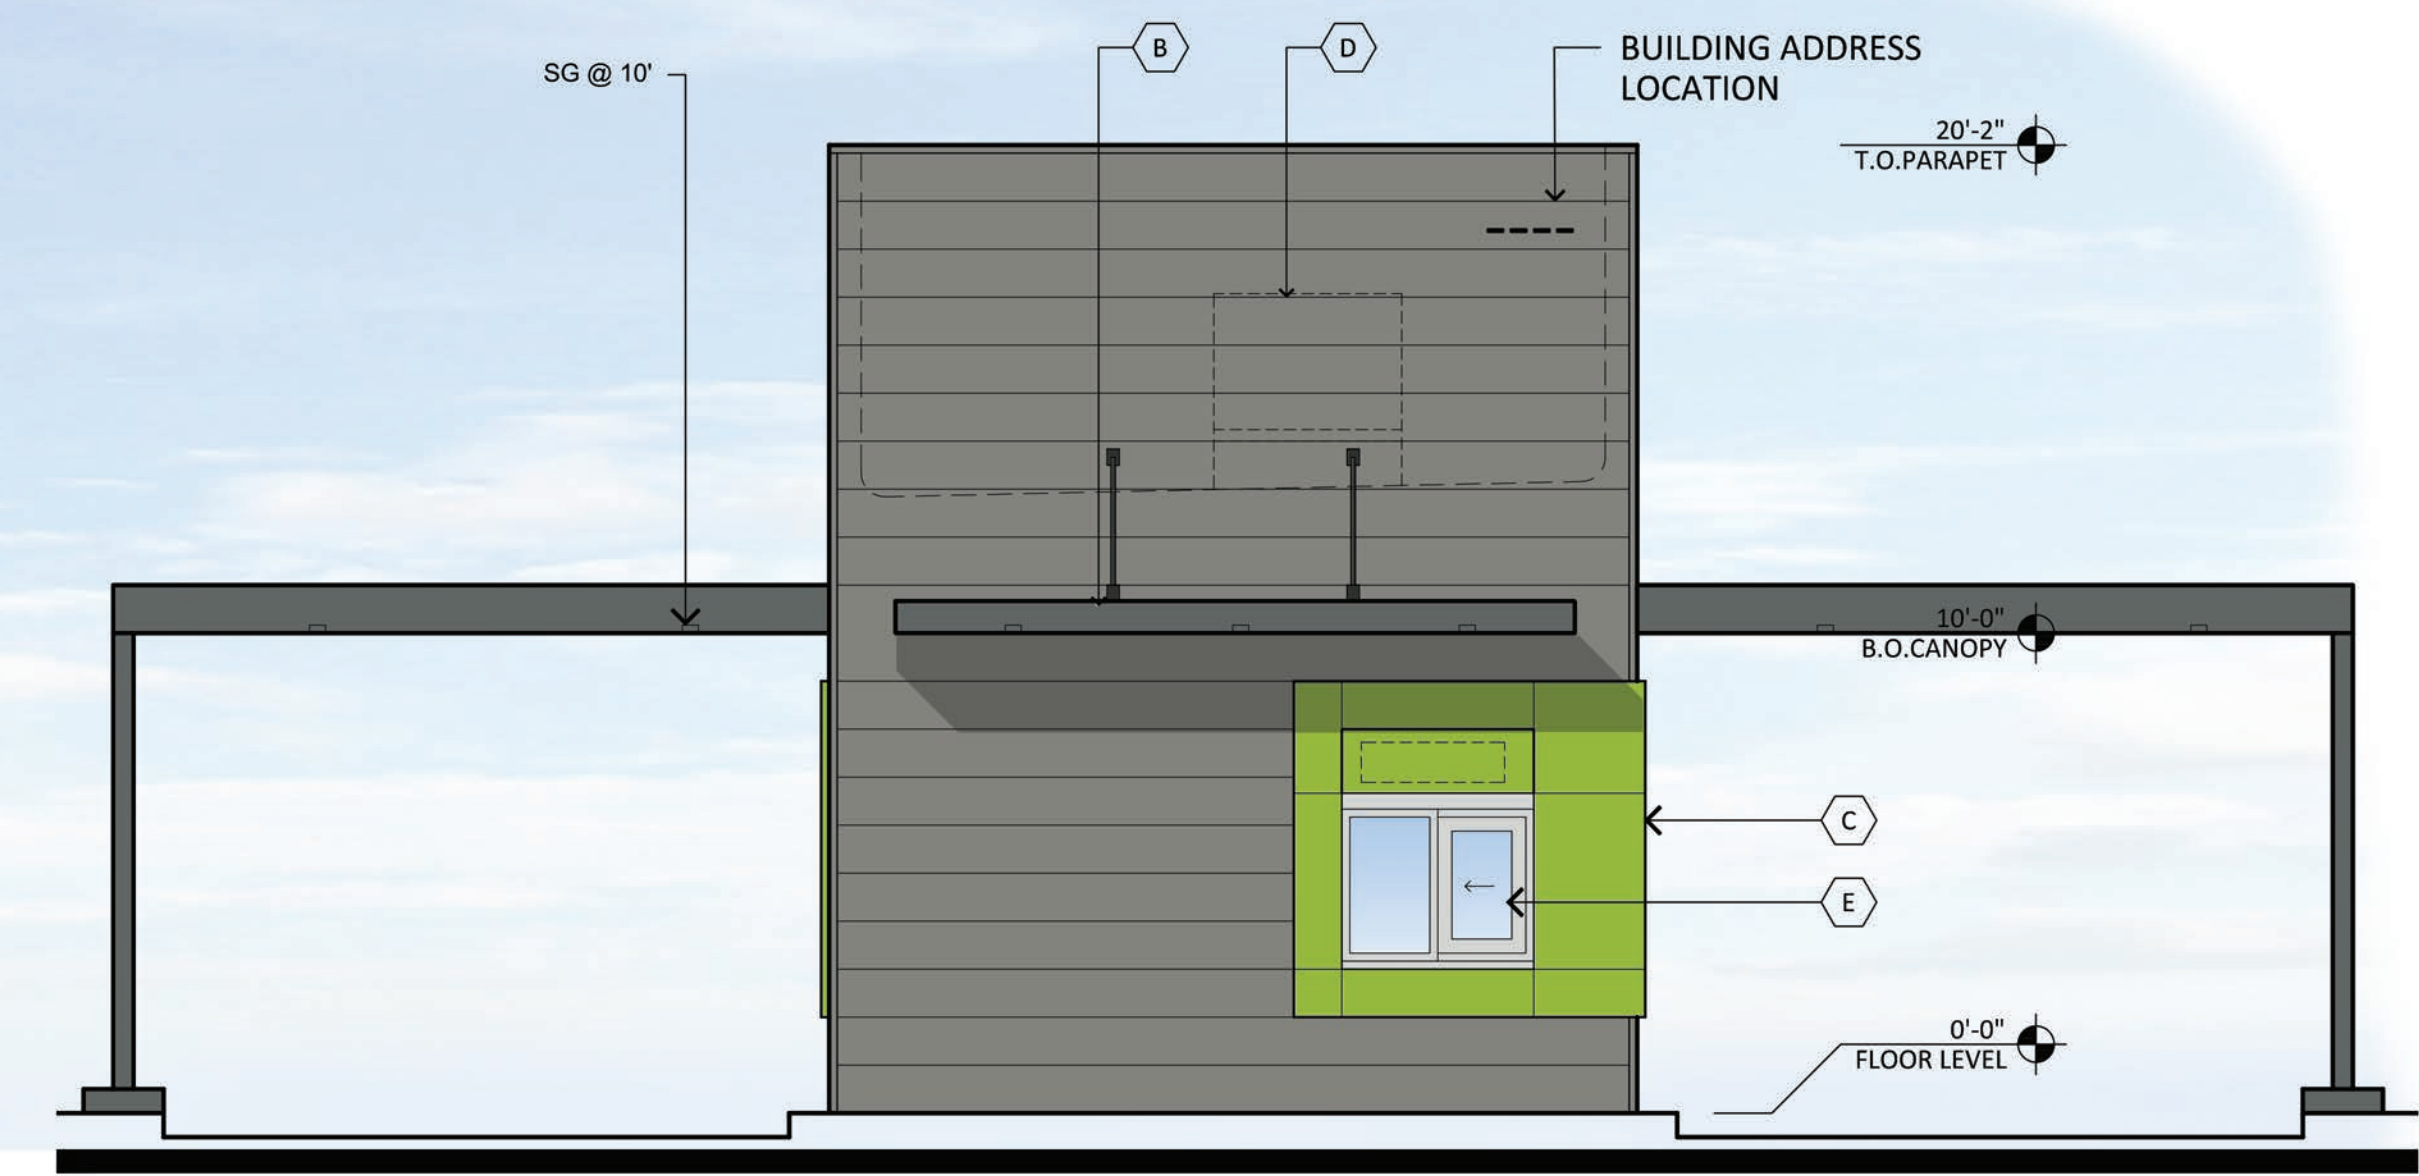 B
D
BUILDING ADDRESS
LOCATION
SG @ 10'
20'-2"
T.O.PARAPET
10'-0"
B.O.CANOPY
C
E
0'-0"
FLOOR LEVEL